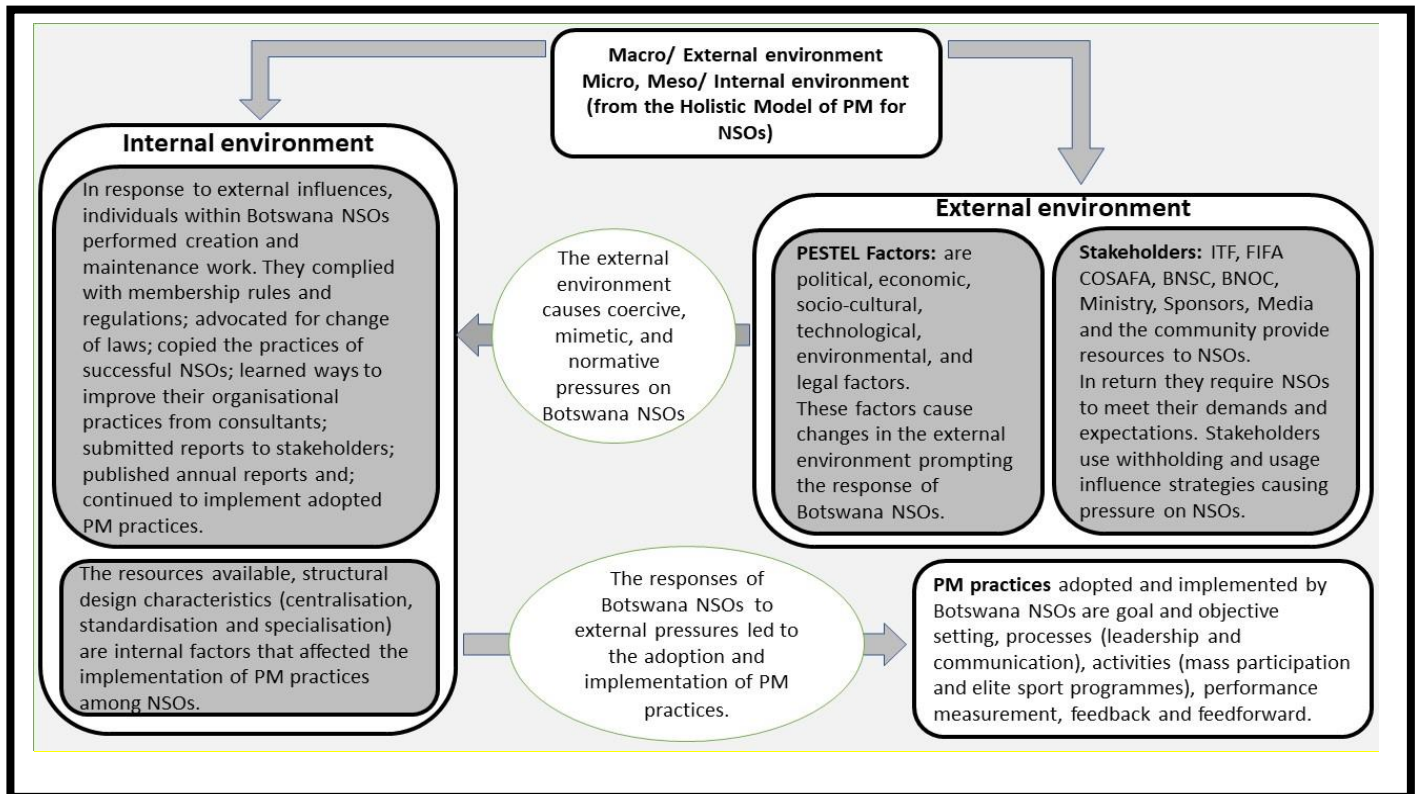 Macro/ External environment
Micro, Meso/ Internal environment
(from the Holistic Model of PM for
NSOs)
Internal environment
In response to external influences,
individuals within Botswana NSOs
performed creation and
maintenance work. They complied
with membership rules and
regulations; advocated for change
of laws; copied the practices of
successful NSOs; learned ways to
improve their organisational
practices from consultants;
submitted reports to stakeholders;
published annual reports and;
continued to implement adopted
PM practices.
The resources available, structural
design characteristics (centralisation,
standardisation and specialisation)
are internal factors that affected the
implementation of PM practices
among NSOs.
The external
environment
causes coercive,
mimetic, and
normative
pressures on
Botswana NSOs
External environment
PESTEL Factors: are
political, economic,
socio-cultural,
technological,
environmental, and
legal factors.
These factors cause
changes in the external
environment prompting
the response of
Botswana NSOs.
Stakeholders: ITF, FIFA
COSAFA, BNSC, BNOC,
Ministry, Sponsors, Media
and the community provide
resources to NSOs.
In return they require NSOs
to meet their demands and
expectations. Stakeholders
use withholding and usage
influence strategies causing
pressure on NSOs.
The responses of
Botswana NSOs to
external pressures led to
the adoption and
implementation of PM
practices.
PM practices adopted and implemented by
Botswana NSOs are goal and objective
setting, processes (leadership and
communication), activities (mass participation
and elite sport programmes), performance
measurement, feedback and feedforward.